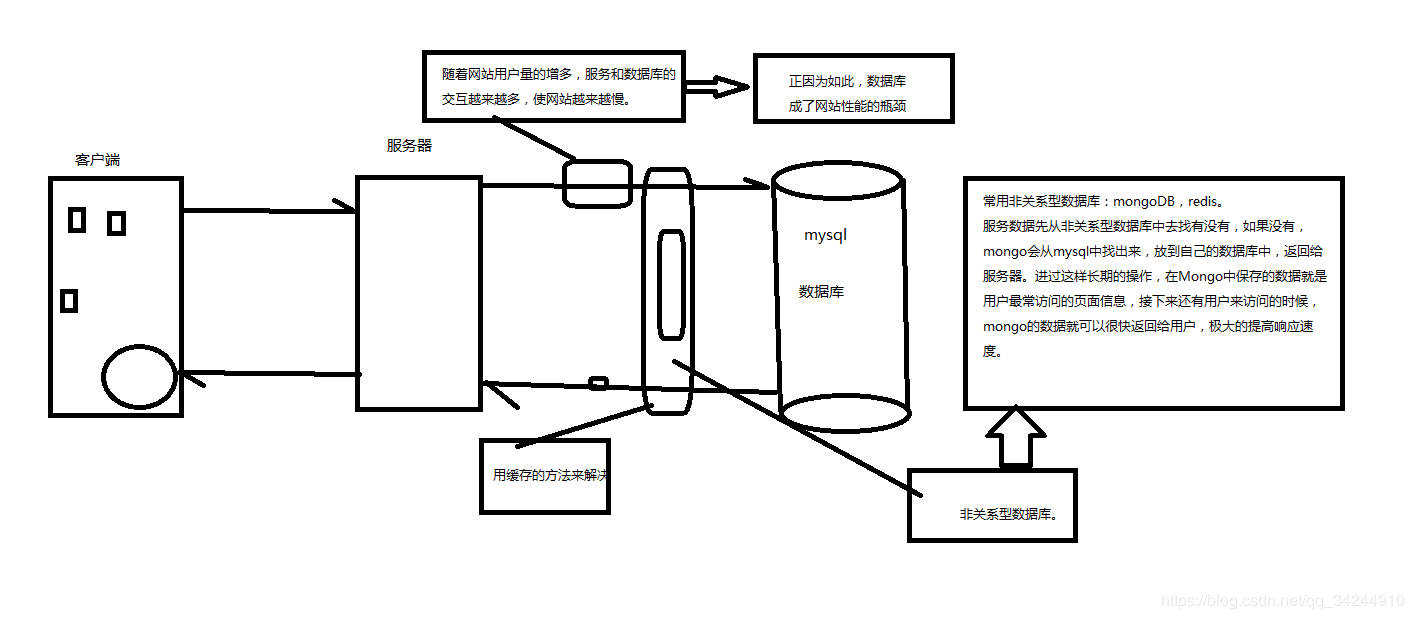 随着网站用户量的增多，服务和数据库的
交互越来越多，使网站越来越慢。
正因为如此，数据库
成了网站性能的瓶颈
客户端
服务器
mysql
数据库
常用非关系型数据库：mongoDB，redis。
服务数据先从非关系型数据库中去找有没有，如果没有，
mongo会从mysql中找出来，放到自己的数据库中，返回给
服务器。进过这样长期的操作，在Mongo中保存的数据就是
用户最常访问的页面信息，接下来还有用户来访问的时候，
mongo的数据就可以很快返回给用户，极大的提高响应速
度。
用缓存的方法来解决
非关系型数据库。
https://blog.csdn.net/qq_34244910